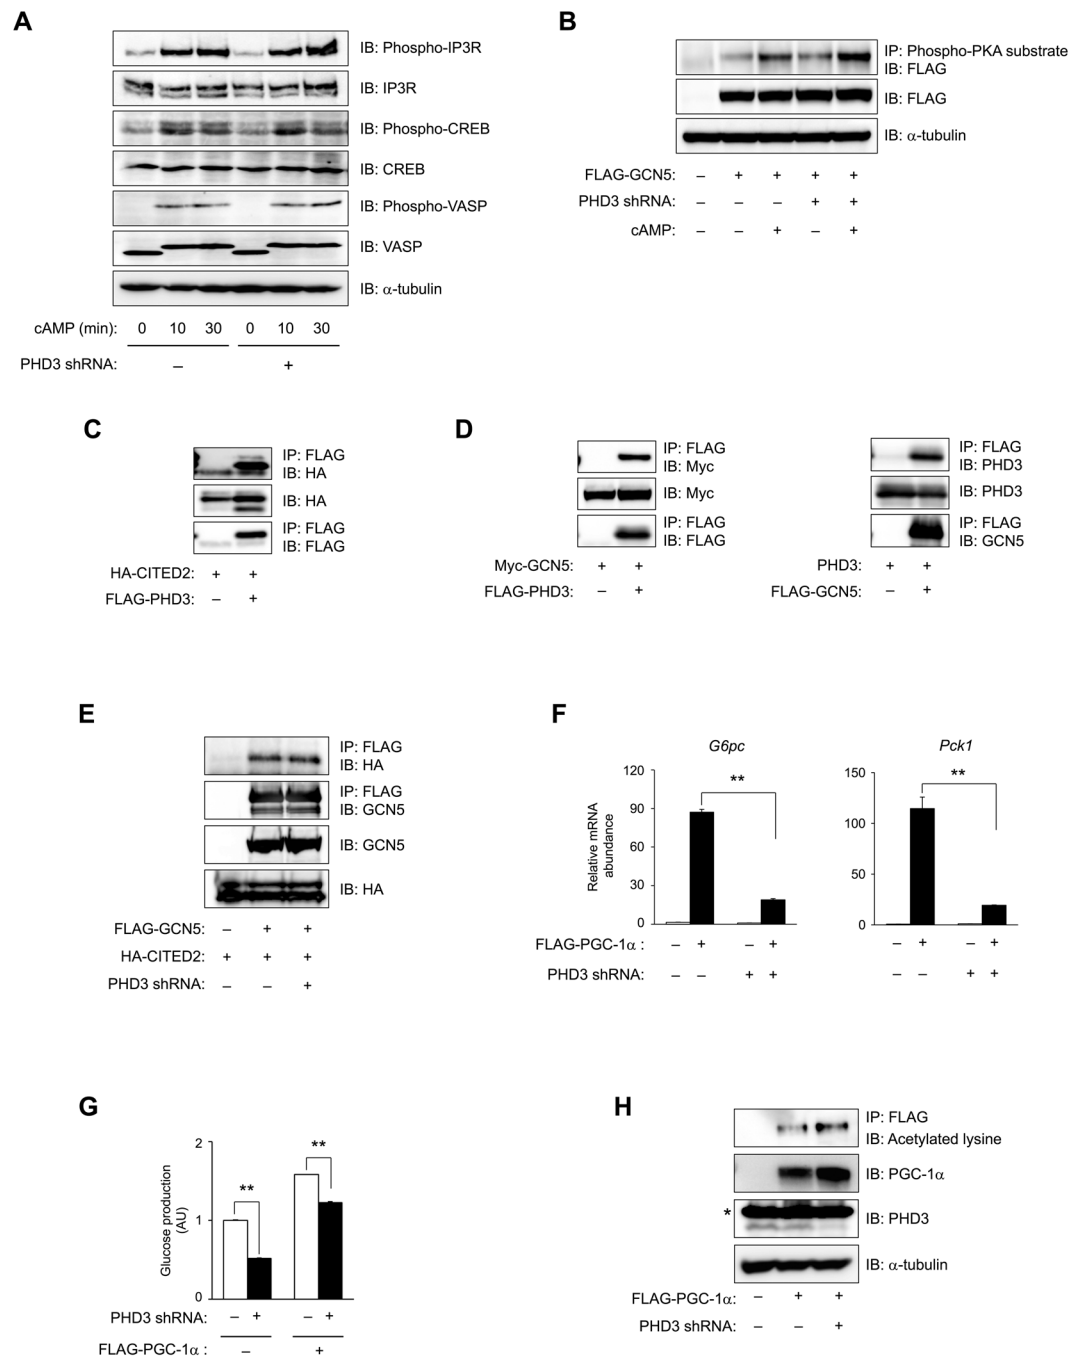 A
IB: Phospho-IP3R
IB: IP3R
IB: Phospho-CREB
IB: CREB
IB: Phospho-VASP
IB: VASP
IB: α-tubulin
cAMP (min): 0 10 30 0 10 30
PHD3 shRNA: – +
B
IP: Phospho-PKA substrate
IB: FLAG
IB: FLAG
IB: α-tubulin
FLAG-GCN5: – + + + +
PHD3 shRNA: – – – + +
cAMP: – – + – +
C
IP: FLAG
IB: HA
IB: HA
IP: FLAG
IB: FLAG
HA-CITED2: + +
FLAG-PHD3: – +
D
IP: FLAG
IB: Myc
IB: Myc
IP: FLAG
IB: FLAG
Myc-GCN5: + +
FLAG-PHD3: – +
IP: FLAG
IB: PHD3
IB: PHD3
IP: FLAG
IB: GCN5
PHD3: + +
FLAG-GCN5: – +
E
IP: FLAG
IB: HA
IP: FLAG
IB: GCN5
IB: GCN5
IB: HA
FLAG-GCN5: – + +
HA-CITED2: + + +
PHD3 shRNA: – – +
F
G6pc
Relative mRNA
abundance
120
90
60
30
0
**
FLAG-PGC-1α : – + – +
PHD3 shRNA: – – + +
Pck1
150
100
50
0
**
– + – +
– – + +
G
Glucose production
(AU)
2
1
0
**
**
PHD3 shRNA: – + – +
FLAG-PGC-1α : – +
H
IP: FLAG
IB: Acetylated lysine
IB: PGC-1α
*
IB: PHD3
IB: α-tubulin
FLAG-PGC-1α: – + +
PHD3 shRNA: – – +